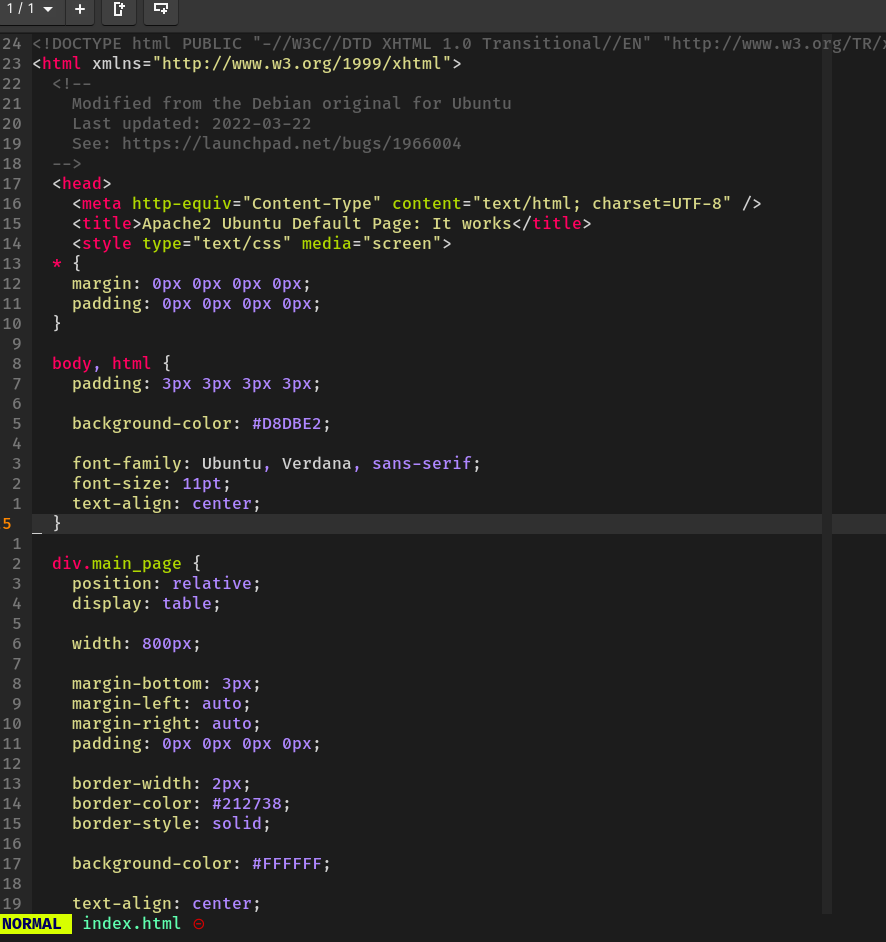 1 / 1
24 <!DOCTYPE html PUBLIC "-//W3C//DTD XHTML 1.0 Transitional//EN" "http://www.w3.org/TR/
23 <html xmlns="http://www.w3.org/1999/xhtml">
22 <!--
21 Modified from the Debian original for Ubuntu
20 Last updated: 2022-03-22
19 See: https://launchpad.net/bugs/1966004
18 -->
17 <head>
16 <meta http-equiv="Content-Type" content="text/html; charset=UTF-8" />
15 <title>Apache2 Ubuntu Default Page: It works</title>
14 <style type="text/css" media="screen">
13 * {
12 margin: 0px 0px 0px 0px;
11 padding: 0px 0px 0px 0px;
10 }
9
8 body, html {
7 padding: 3px 3px 3px 3px;
6
5 background-color: #D8DBE2;
4
3 font-family: Ubuntu, Verdana, sans-serif;
2 font-size: 11pt;
1 text-align: center;
5 }
1
2 div.main_page {
3 position: relative;
4 display: table;
5
6 width: 800px;
7
8 margin-bottom: 3px;
9 margin-left: auto;
10 margin-right: auto;
11 padding: 0px 0px 0px 0px;
12
13 border-width: 2px;
14 border-color: #212738;
15 border-style: solid;
16
17 background-color: #FFFFFF;
18
19 text-align: center;
NORMAL index.html